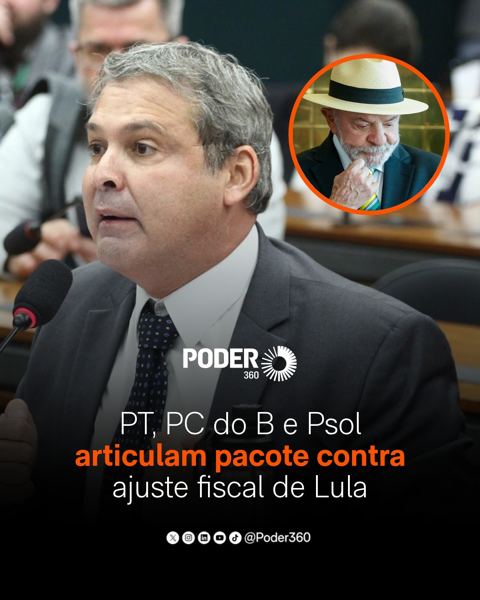 PODER
360
PT, PC do B e Psol
articulam pacote contra
ajuste fiscal de Lula
@Poder360